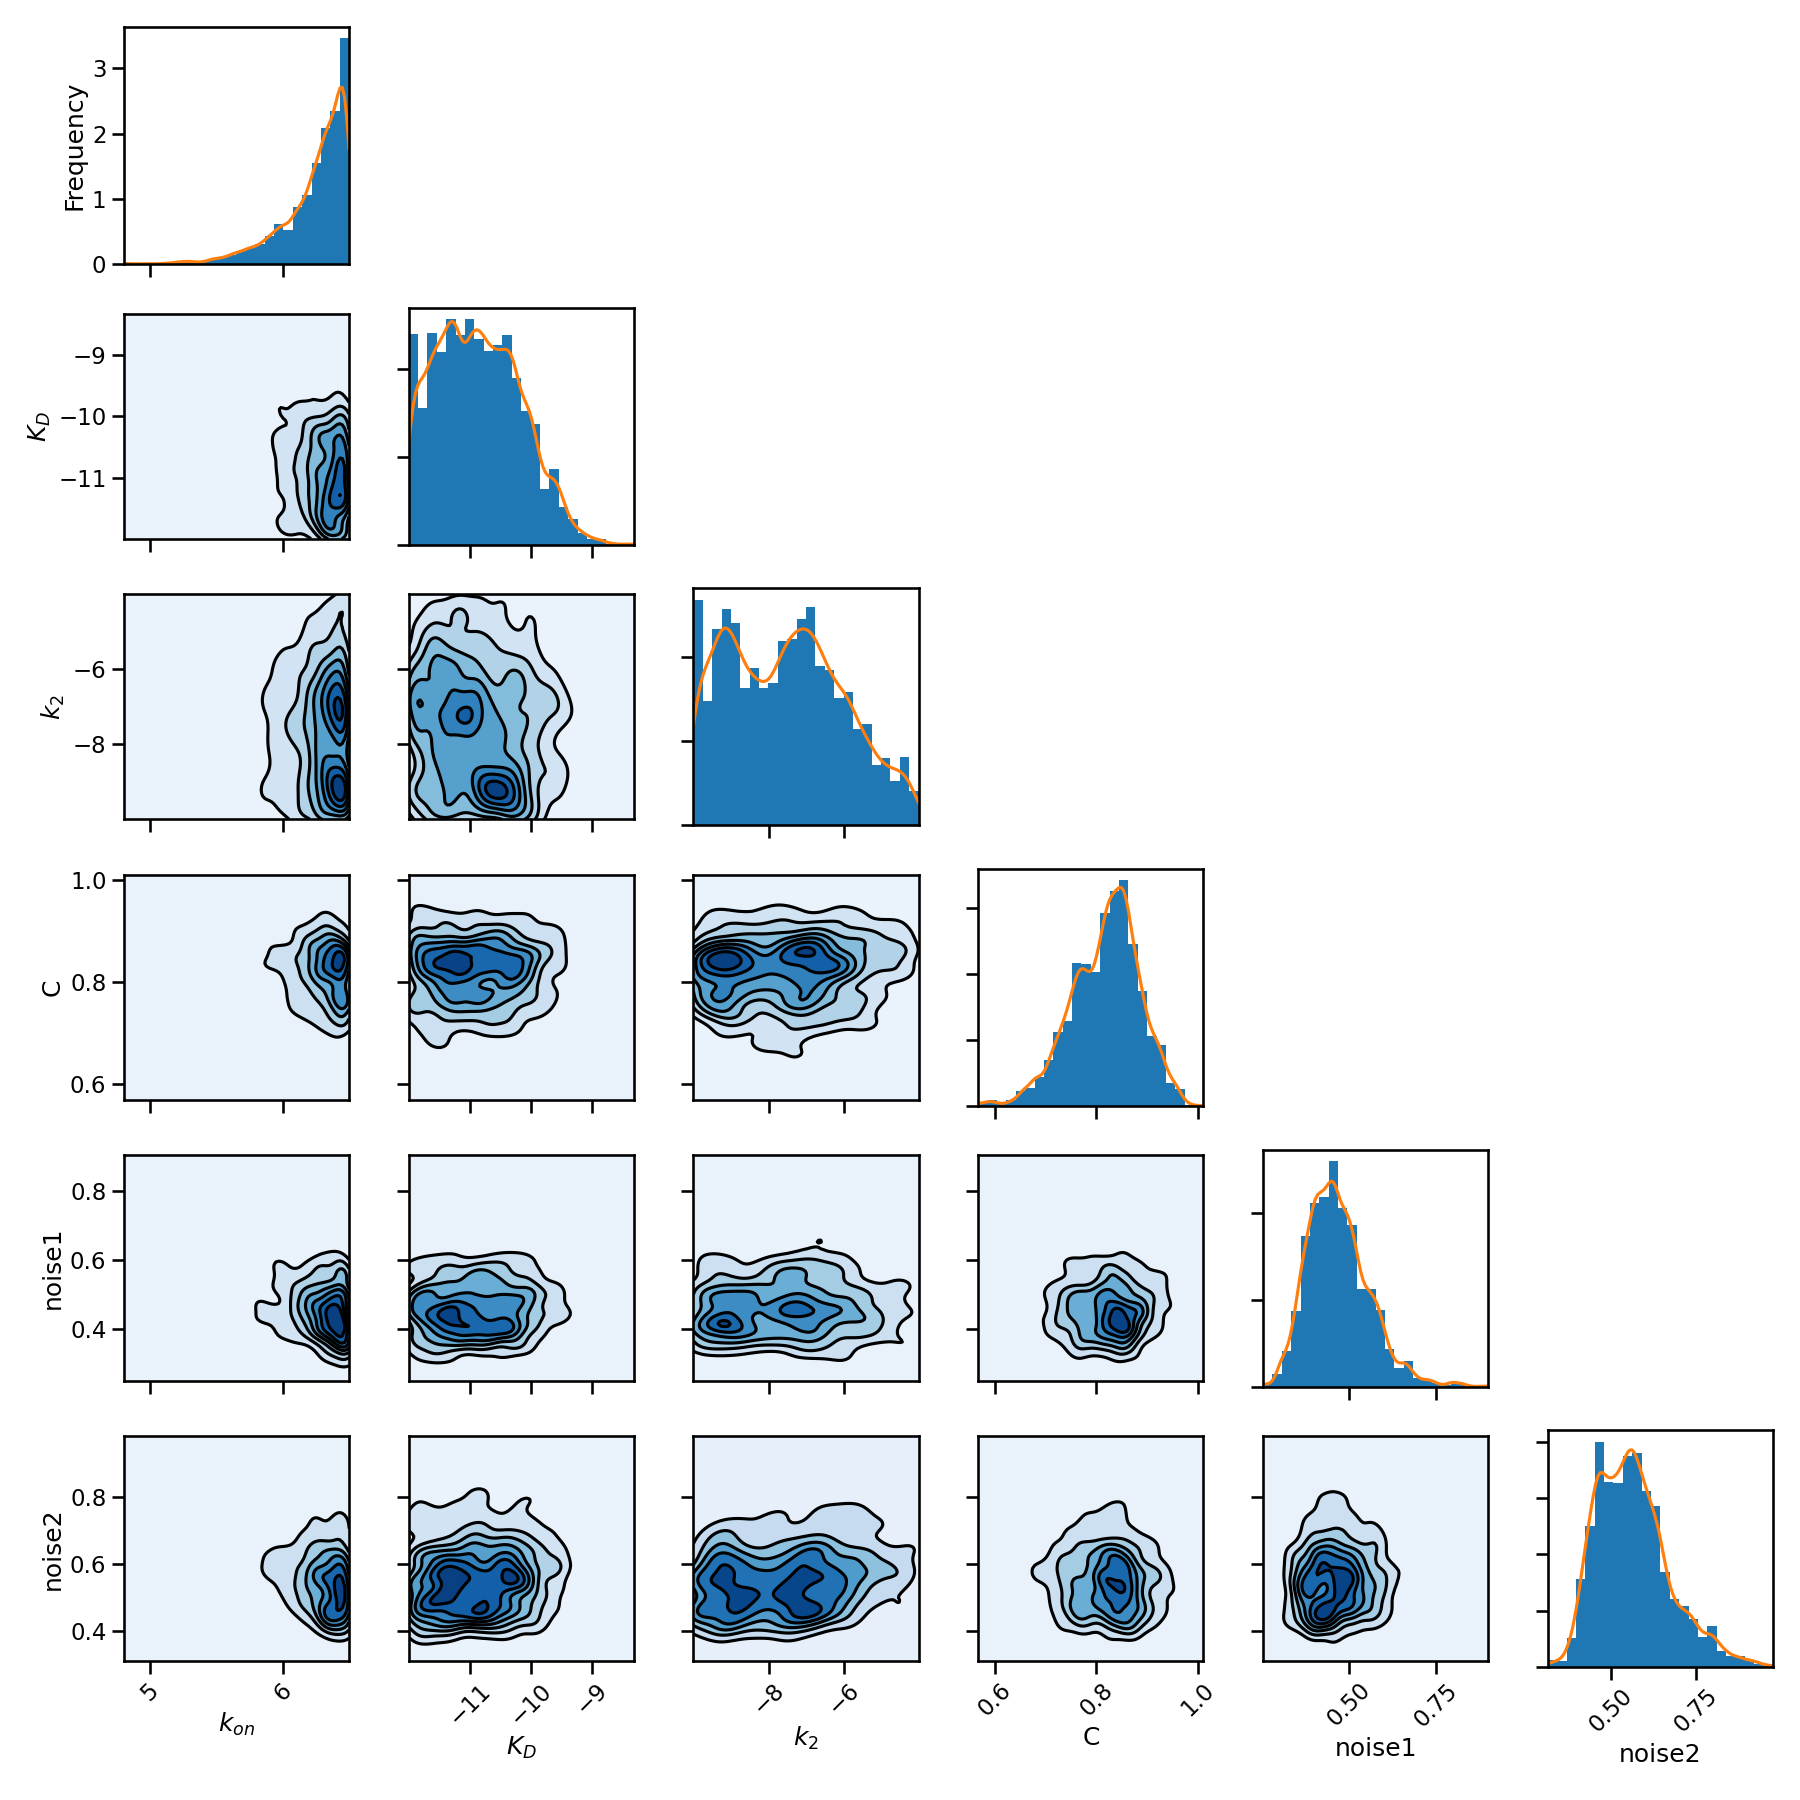 3
2
1
0
Frequency
−9
−10
−11
K_D
−6
−8
k_2
1.0
0.8
0.6
C
0.8
0.6
0.4
noise1
0.8
0.6
0.4
noise2
5 6 −11 −10 −9 −8 −6 0.6 0.8 1.0 0.50 0.75 0.50 0.75
k_{on} K_D k_2 C noise1 noise2